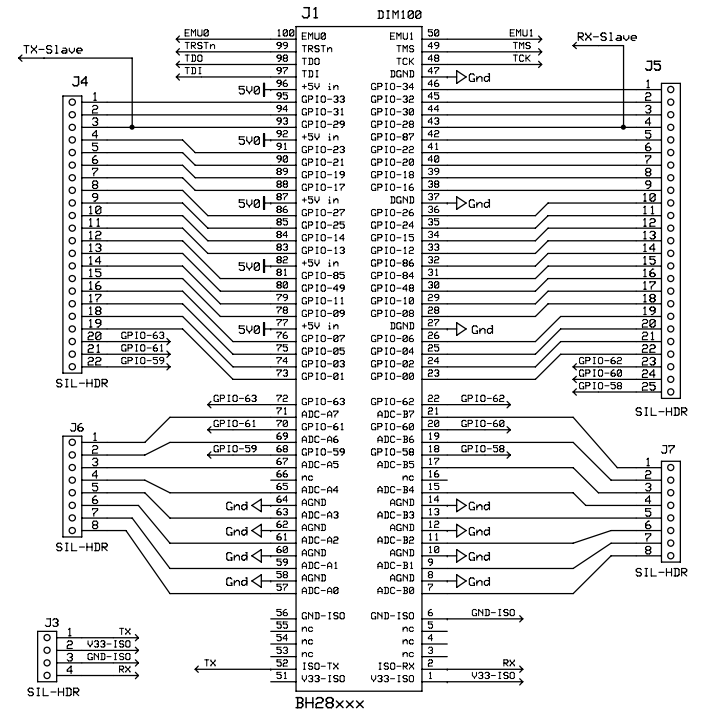 J1 DIM100
EMU0 100 EMU0 EMU1 50 EMU1
TX-Slave TRSTn 99 TRSTn TMS 49 TMS RX-Slave
TDO 98 TDO TCK 48 TCK
TDI 97 TDI DGND 47 Gnd
J4 J5
5V0 96 +5V in GPIO-34 46 1
1 95 GPIO-33 GPIO-32 45 2
2 94 GPIO-31 GPIO-30 44 3
3 93 GPIO-29 GPIO-28 43 4
4 5V0 92 +5V in GPIO-87 42 5
5 91 GPIO-23 GPIO-22 41 6
6 90 GPIO-21 GPIO-20 40 7
7 89 GPIO-19 GPIO-18 39 8
8 88 GPIO-17 GPIO-16 38 9
9 5V0 87 +5V in DGND 37 Gnd 10
10 86 GPIO-27 GPIO-26 36 11
11 85 GPIO-25 GPIO-24 35 12
12 84 GPIO-14 GPIO-15 34 13
13 83 GPIO-13 GPIO-12 33 14
14 5V0 82 +5V in GPIO-86 32 15
15 81 GPIO-85 GPIO-84 31 16
16 80 GPIO-49 GPIO-48 30 17
17 79 GPIO-11 GPIO-10 29 18
18 78 GPIO-09 GPIO-08 28 19
19 5V0 77 +5V in DGND 27 Gnd 20
20 GPIO-63 76 GPIO-07 GPIO-06 26 21
21 GPIO-61 75 GPIO-05 GPIO-04 25 22
22 GPIO-59 74 GPIO-03 GPIO-02 24 GPIO-62 23
73 GPIO-01 GPIO-00 23 GPIO-60 24
SIL-HDR GPIO-58 25
GPIO-63 72 GPIO-63 GPIO-62 22 GPIO-62
SIL-HDR
71 ADC-A7 ADC-B7 21
J6 GPIO-61 70 GPIO-61 GPIO-60 20 GPIO-60
1 69 ADC-A6 ADC-B6 19
2 GPIO-59 68 GPIO-59 GPIO-58 18 GPIO-58 J7
3 67 ADC-A5 ADC-B5 17 1
4 66 nc nc 16 2
5 65 ADC-A4 ADC-B4 15 3
6 Gnd 64 AGND AGND 14 Gnd 4
7 63 ADC-A3 ADC-B3 13 5
8 Gnd 62 AGND AGND 12 Gnd 6
61 ADC-A2 ADC-B2 11 7
SIL-HDR Gnd 60 AGND AGND 10 Gnd 8
59 ADC-A1 ADC-B1 9
Gnd 58 AGND AGND 8 Gnd SIL-HDR
57 ADC-A0 ADC-B0 7
56 GND-ISO GND-ISO 6 GND-ISO
J3 55 nc nc 5
1 TX 54 nc nc 4
2 V33-ISO 53 nc nc 3
3 GND-ISO TX 52 ISO-TX ISO-RX 2 RX
4 RX 51 V33-ISO V33-ISO 1 V33-ISO
SIL-HDR
BH28xxx